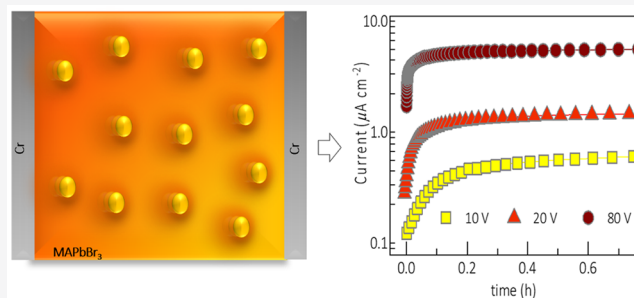 Cr
Cr
MAPbBr₃
Current (μA cm⁻²)
10.0
1.0
0.1
10 V
20 V
80 V
0.0
0.2
0.4
0.6
time (h)